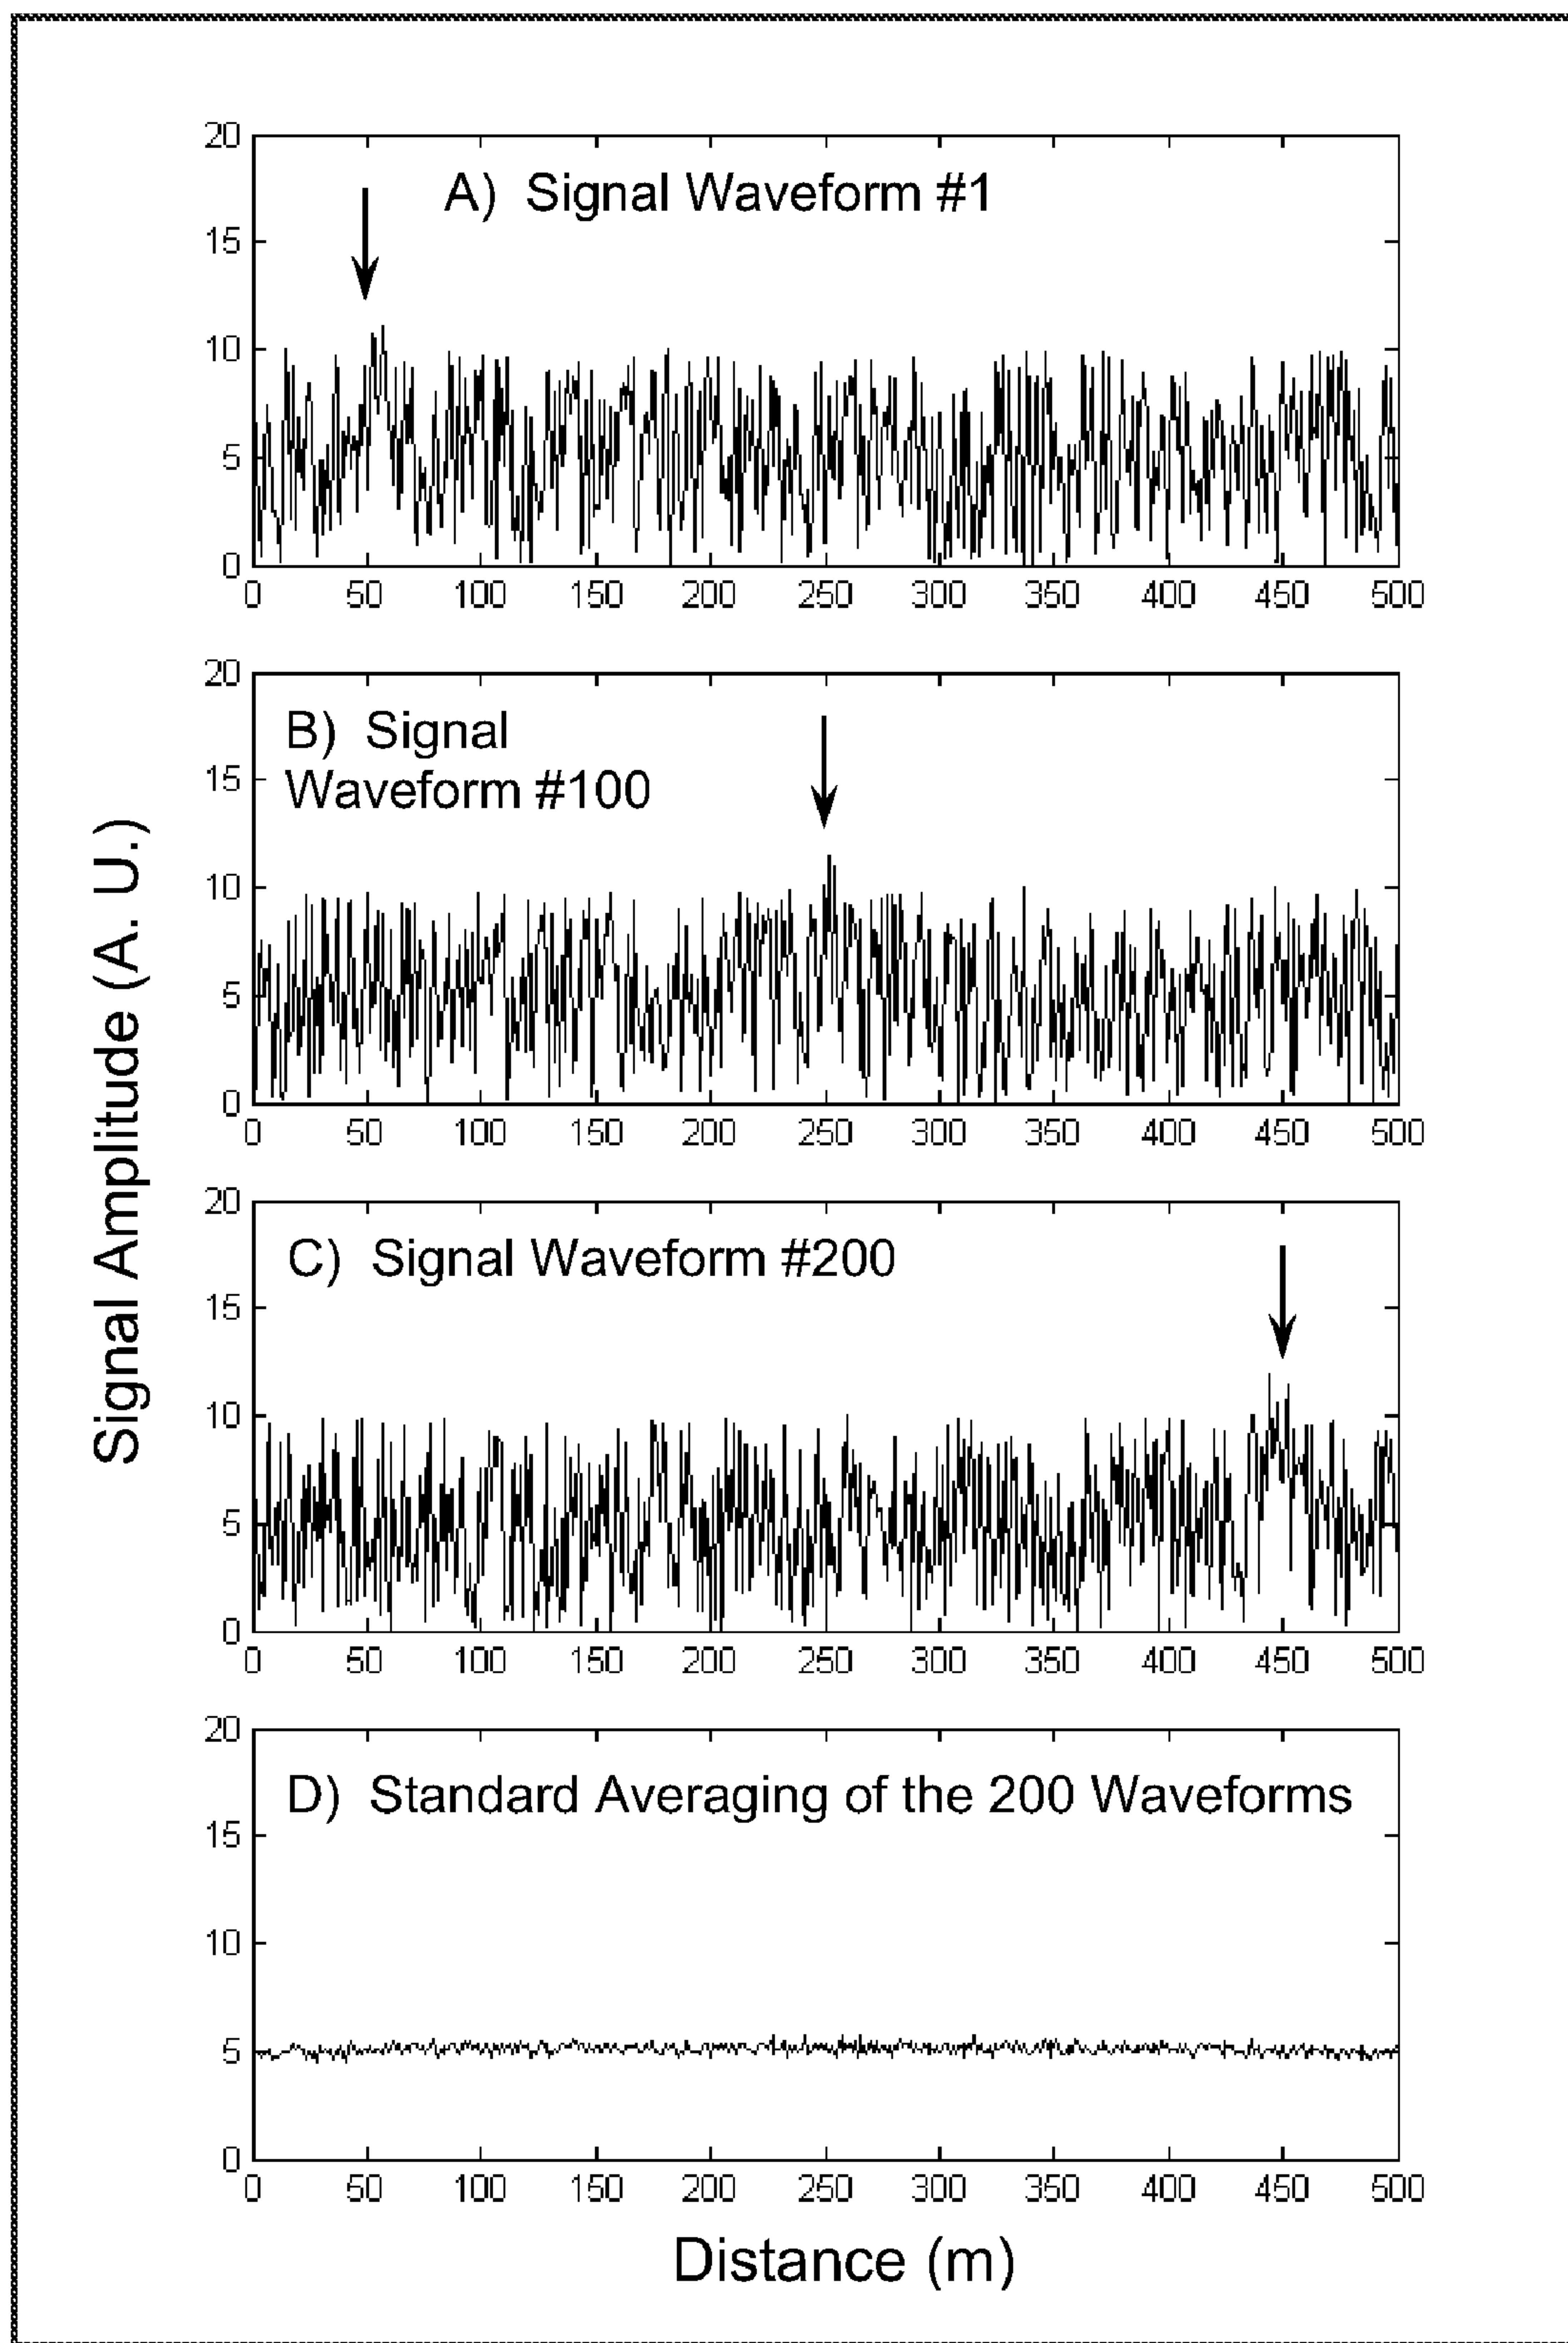 20
A) Signal Waveform #1
15
10
5
0
0 50 100 150 200 250 300 350 400 450 500
20
B) Signal
Waveform #100
15
10
5
0
0 50 100 150 200 250 300 350 400 450 500
Signal Amplitude (A. U.)
20
C) Signal Waveform #200
15
10
5
0
0 50 100 150 200 250 300 350 400 450 500
20
D) Standard Averaging of the 200 Waveforms
15
10
5
0
0 50 100 150 200 250 300 350 400 450 500
Distance (m)